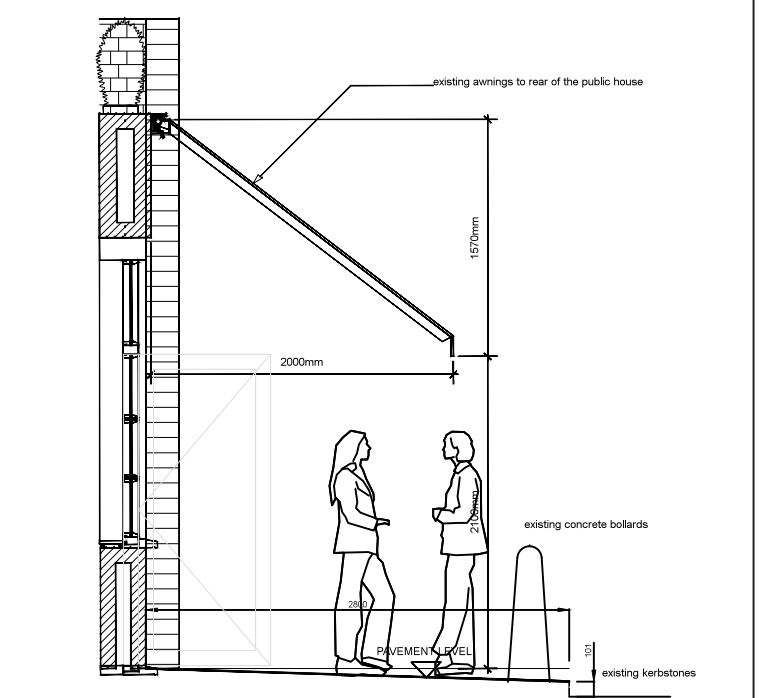 existing awnings to rear of the public house
1570mm
2000mm
2100mm
existing concrete bollards
2800
PAVEMENT LEVEL
101
existing kerbstones